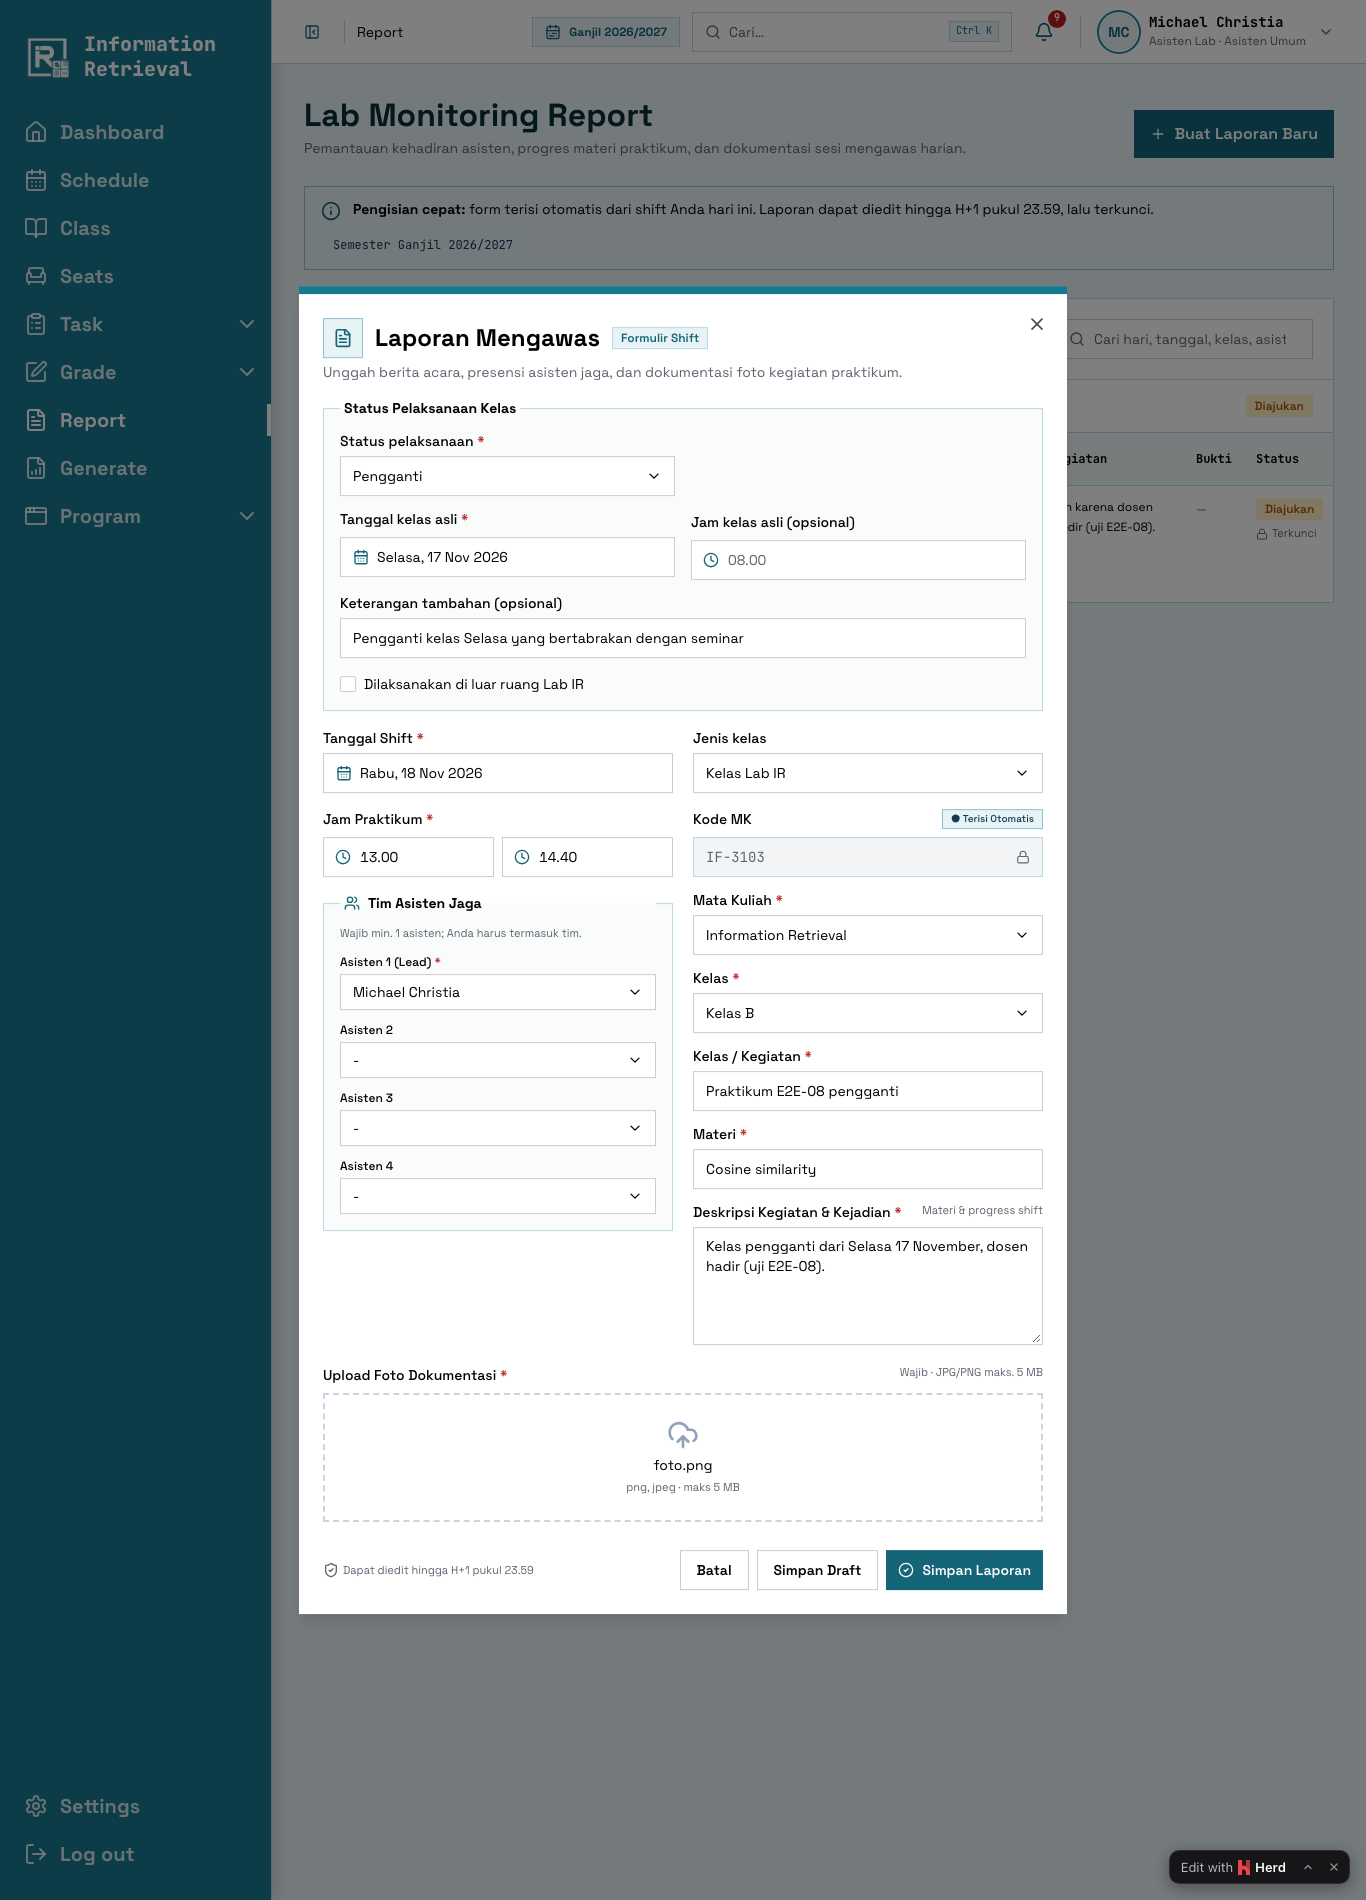 Information
Retrieval
Dashboard
Schedule
Class
Seats
Task
Grade
Report
Generate
Program
Settings
Log out
Report
Ganjil 2026/2027
Cari...
Ctrl K
9
MC
Michael Christia
Asisten Lab · Asisten Umum
Lab Monitoring Report
Pemantauan kehadiran asisten, progres materi praktikum, dan dokumentasi sesi mengawas harian.
Buat Laporan Baru
Pengisian cepat: form terisi otomatis dari shift Anda hari ini. Laporan dapat diedit hingga H+1 pukul 23.59, lalu terkunci.
Semester Ganjil 2026/2027
Cari hari, tanggal, kelas, asist
Diajukan
giatan
Bukti
Status
n karena dosen
dir (uji E2E-08).
—
Diajukan
Terkunci
Laporan Mengawas
Formulir Shift
Unggah berita acara, presensi asisten jaga, dan dokumentasi foto kegiatan praktikum.
Status Pelaksanaan Kelas
Status pelaksanaan *
Pengganti
Tanggal kelas asli *
Selasa, 17 Nov 2026
Jam kelas asli (opsional)
08.00
Keterangan tambahan (opsional)
Pengganti kelas Selasa yang bertabrakan dengan seminar
Dilaksanakan di luar ruang Lab IR
Tanggal Shift *
Rabu, 18 Nov 2026
Jam Praktikum *
13.00
14.40
Tim Asisten Jaga
Wajib min. 1 asisten; Anda harus termasuk tim.
Asisten 1 (Lead) *
Michael Christia
Asisten 2
-
Asisten 3
-
Asisten 4
-
Jenis kelas
Kelas Lab IR
Kode MK
Terisi Otomatis
IF-3103
Mata Kuliah *
Information Retrieval
Kelas *
Kelas B
Kelas / Kegiatan *
Praktikum E2E-08 pengganti
Materi *
Cosine similarity
Deskripsi Kegiatan & Kejadian *
Materi & progress shift
Kelas pengganti dari Selasa 17 November, dosen
hadir (uji E2E-08).
Upload Foto Dokumentasi *
Wajib · JPG/PNG maks. 5 MB
foto.png
png, jpeg · maks 5 MB
Dapat diedit hingga H+1 pukul 23.59
Batal
Simpan Draft
Simpan Laporan
Edit with Herd